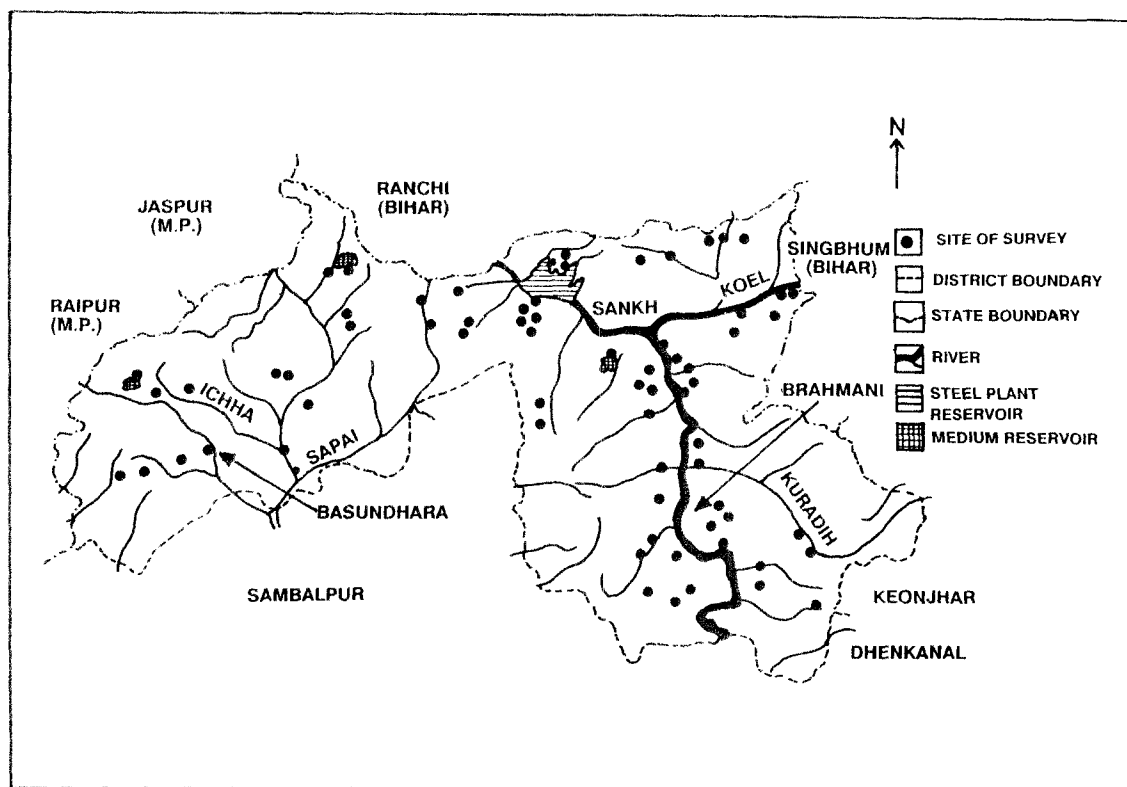 N
RANCHI
(BIHAR)
JASPUR
(M.P.)
SITE OF SURVEY
SINGBHUM
(BIHAR)
DISTRICT BOUNDARY
KOEL
RAIPUR
(M.P.)
SANKH
STATE BOUNDARY
RIVER
ICHHA
BRAHMANI
STEEL PLANT
RESERVOIR
MEDIUM RESERVOIR
SAPAI
KURADIH
BASUNDHARA
SAMBALPUR
KEONJHAR
DHENKANAL